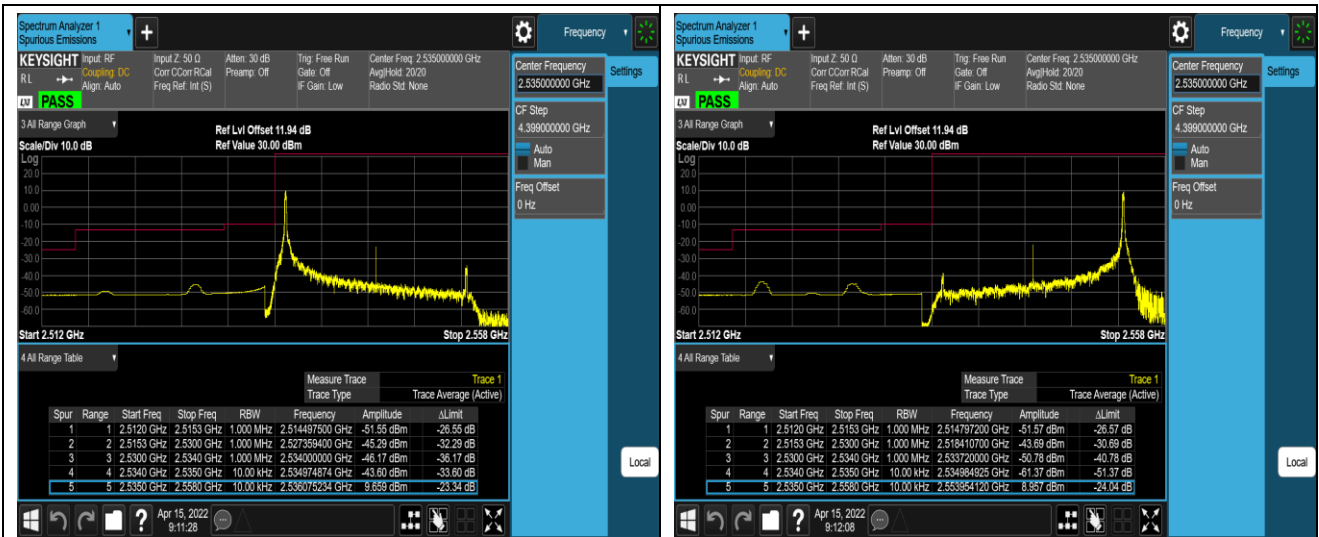 Spectrum Analyzer 1
Spurious Emissions
+
Frequency
KEYSIGHT Input: RF Input Z: 50 Ω Atten: 30 dB Trig: Free Run Center Freq: 2.535000000 GHz
RL Coupling: DC Corr CCorr RCal Preamp: Off Gate: Off Avg|Hold: 20/20
Align: Auto Freq Ref: Int (S) IF Gain: Low Radio Std: None
LXI PASS
Center Frequency
2.535000000 GHz
Settings
CF Step
4.399000000 GHz
Auto
Man
Freq Offset
0 Hz
3 All Range Graph
Ref Lvl Offset 11.94 dB
Scale/Div 10.0 dB Ref Value 30.00 dBm
Log
20.0
10.0
0.00
-10.0
-20.0
-30.0
-40.0
-50.0
-60.0
Start 2.512 GHz Stop 2.558 GHz
4 All Range Table
Measure Trace Trace 1
Trace Type Trace Average (Active)
Spur Range Start Freq Stop Freq RBW Frequency Amplitude ΔLimit
1 1 2.5120 GHz 2.5153 GHz 1.000 MHz 2.514497500 GHz -51.55 dBm -26.55 dB
2 2 2.5153 GHz 2.5300 GHz 1.000 MHz 2.527359400 GHz -45.29 dBm -32.29 dB
3 3 2.5300 GHz 2.5340 GHz 1.000 MHz 2.534000000 GHz -46.17 dBm -36.17 dB
4 4 2.5340 GHz 2.5350 GHz 10.00 kHz 2.534974874 GHz -43.60 dBm -33.60 dB
5 5 2.5350 GHz 2.5580 GHz 10.00 kHz 2.536075234 GHz 9.659 dBm -23.34 dB
Local
? Apr 15, 2022
9:11:28
Spectrum Analyzer 1
Spurious Emissions
+
Frequency
KEYSIGHT Input: RF Input Z: 50 Ω Atten: 30 dB Trig: Free Run Center Freq: 2.535000000 GHz
RL Coupling: DC Corr CCorr RCal Preamp: Off Gate: Off Avg|Hold: 20/20
Align: Auto Freq Ref: Int (S) IF Gain: Low Radio Std: None
LXI PASS
Center Frequency
2.535000000 GHz
Settings
CF Step
4.399000000 GHz
Auto
Man
Freq Offset
0 Hz
3 All Range Graph
Ref Lvl Offset 11.94 dB
Scale/Div 10.0 dB Ref Value 30.00 dBm
Log
20.0
10.0
0.00
-10.0
-20.0
-30.0
-40.0
-50.0
-60.0
Start 2.512 GHz Stop 2.558 GHz
4 All Range Table
Measure Trace Trace 1
Trace Type Trace Average (Active)
Spur Range Start Freq Stop Freq RBW Frequency Amplitude ΔLimit
1 1 2.5120 GHz 2.5153 GHz 1.000 MHz 2.514797200 GHz -51.57 dBm -26.57 dB
2 2 2.5153 GHz 2.5300 GHz 1.000 MHz 2.518410700 GHz -43.69 dBm -30.69 dB
3 3 2.5300 GHz 2.5340 GHz 1.000 MHz 2.533720000 GHz -50.78 dBm -40.78 dB
4 4 2.5340 GHz 2.5350 GHz 10.00 kHz 2.534984925 GHz -61.37 dBm -51.37 dB
5 5 2.5350 GHz 2.5580 GHz 10.00 kHz 2.553954120 GHz 8.957 dBm -24.04 dB
Local
? Apr 15, 2022
9:12:08